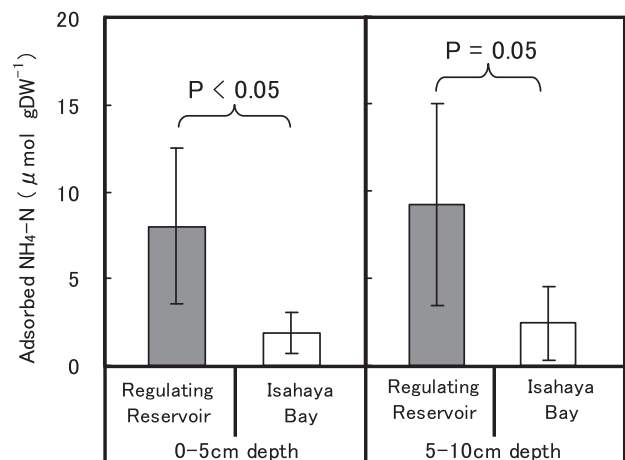 Adsorbed NH4-N ( μ mol gDW−1)
20
15
10
5
0
P < 0.05
P = 0.05
Regulating
Reservoir
Isahaya
Bay
Regulating
Reservoir
Isahaya
Bay
0-5cm depth
5-10cm depth